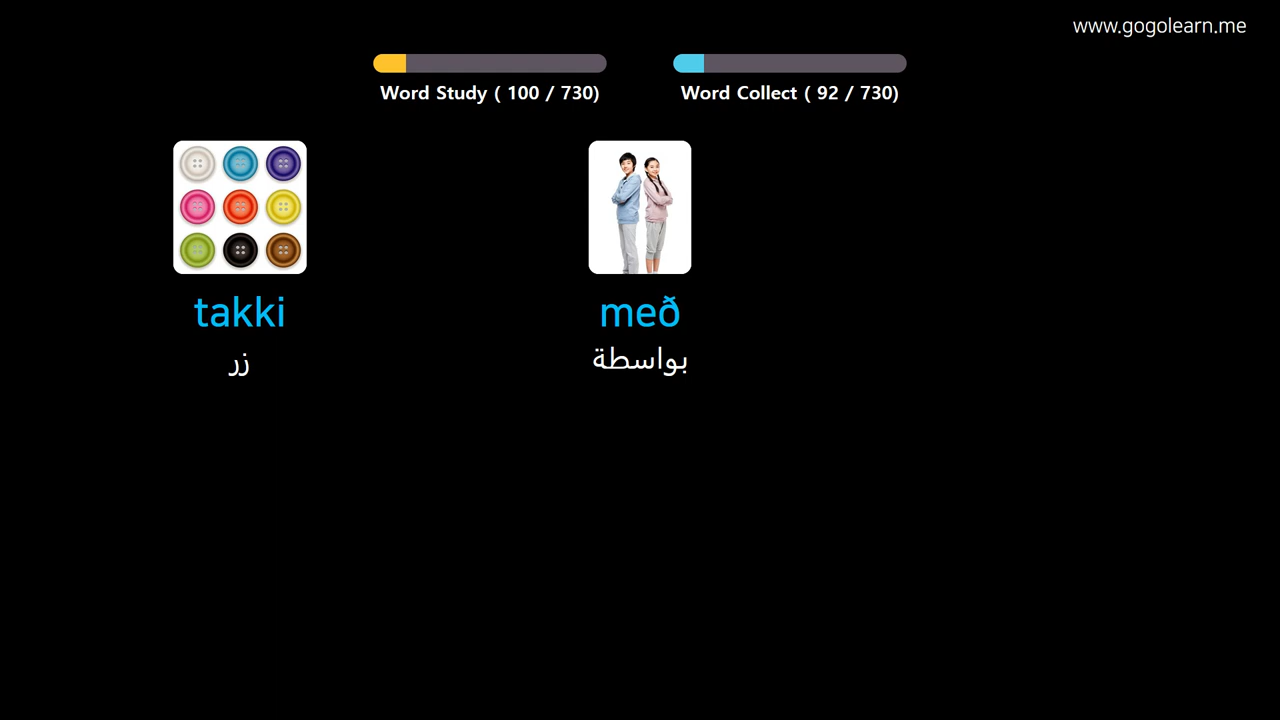 www.gogolearn.me
Word Study ( 100 / 730)
Word Collect ( 92 / 730)
takki
زر
með
بواسطة